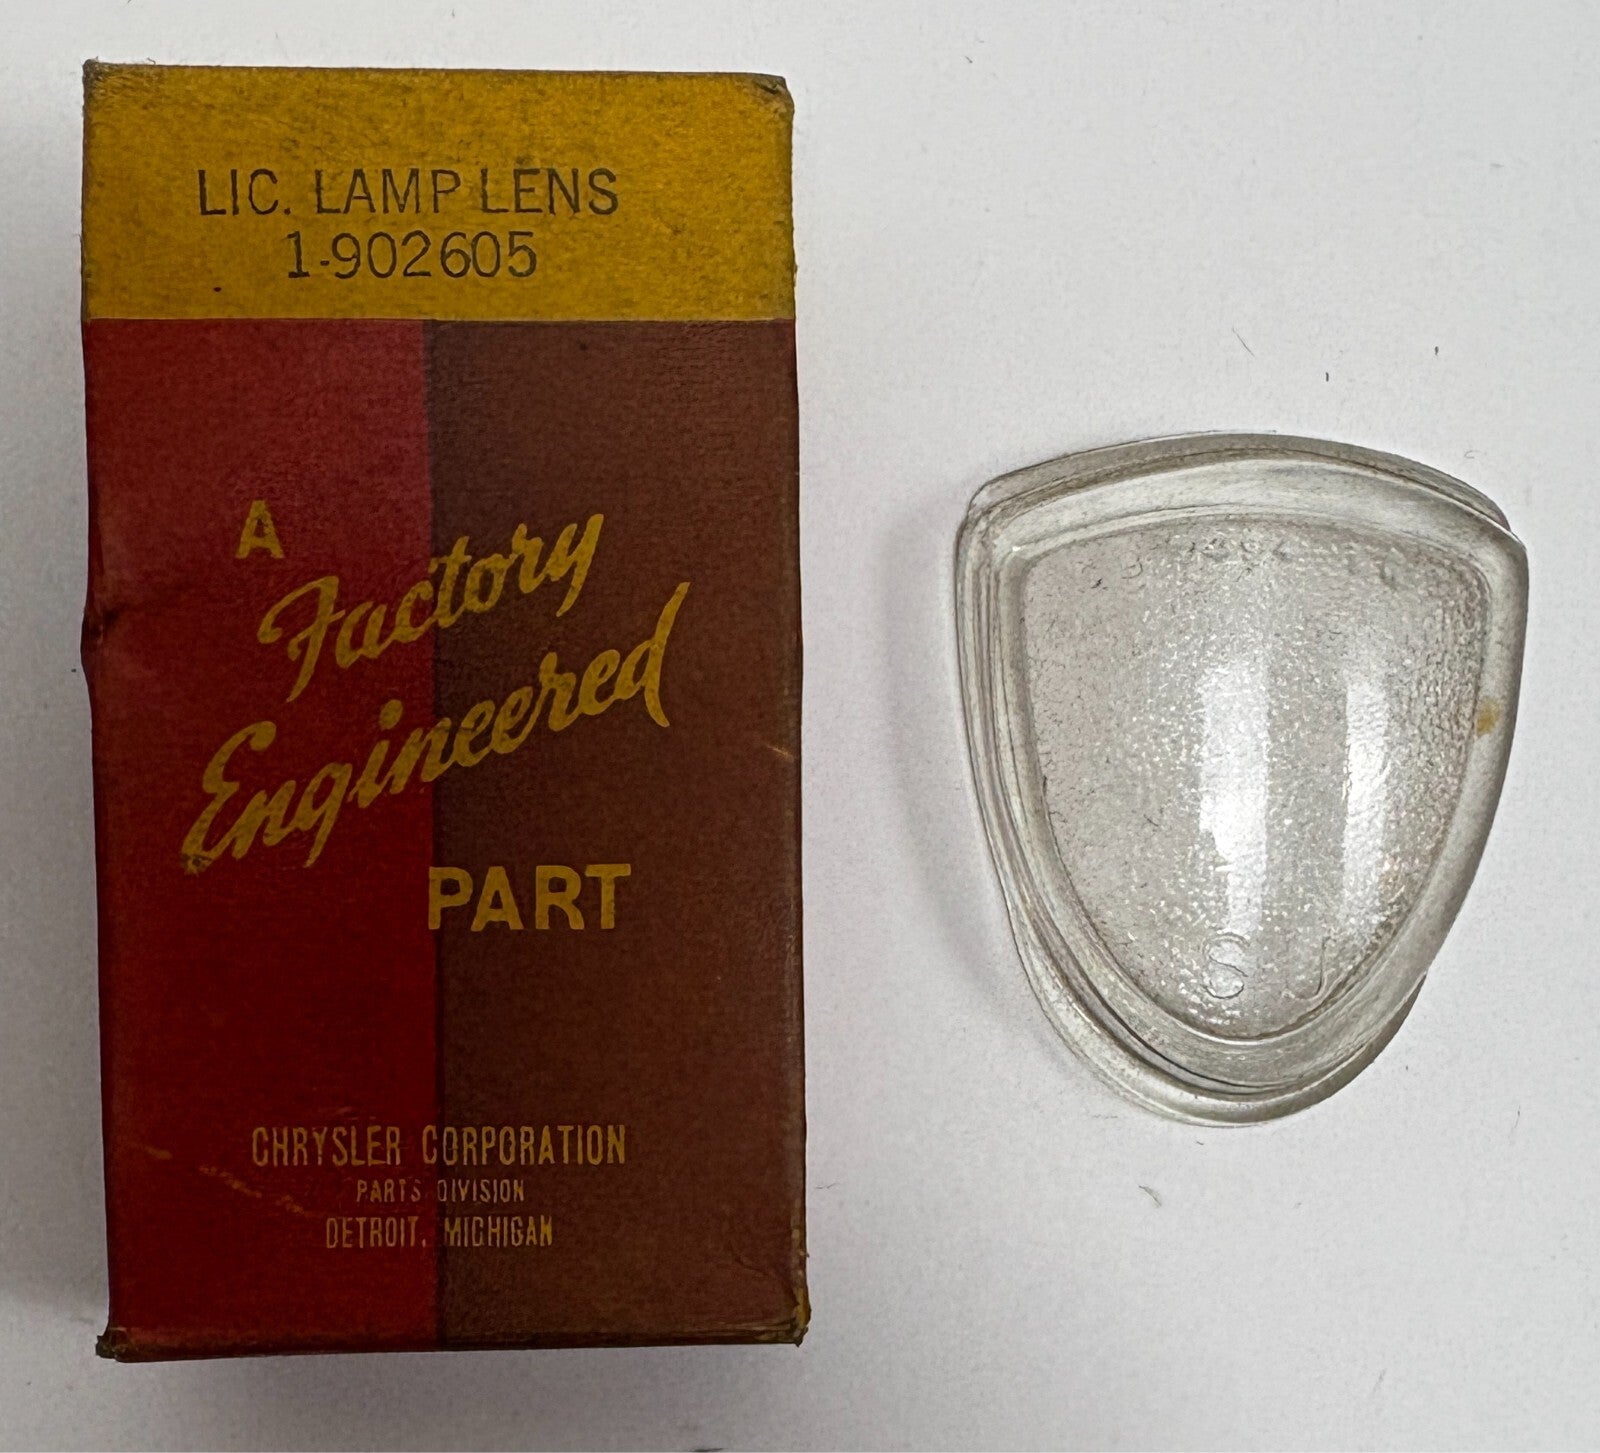 LIC. LAMP LENS
1-902605
A
Factory
Engineered
PART
CHRYSLER CORPORATION
PARTS DIVISION
DETROIT, MICHIGAN